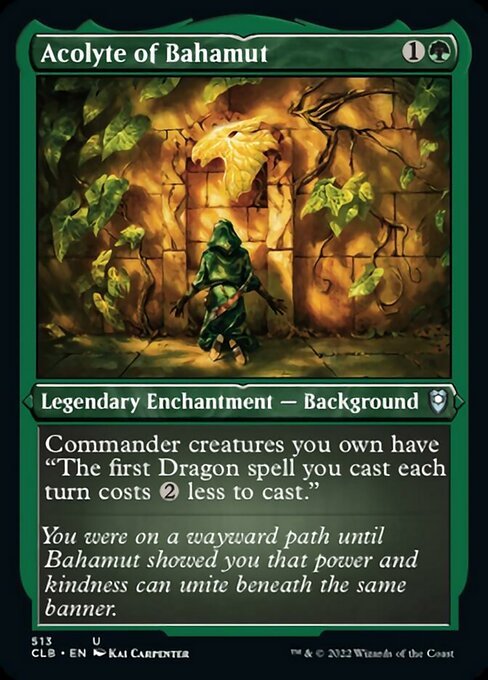 Acolyte of Bahamut 1
Legendary Enchantment — Background
Commander creatures you own have
“The first Dragon spell you cast each
turn costs 2 less to cast.”
You were on a wayward path until
Bahamut showed you that power and
kindness can unite beneath the same
banner.
513 U
CLB • EN Kai Carpenter
™ & © 2022 Wizards of the Coast